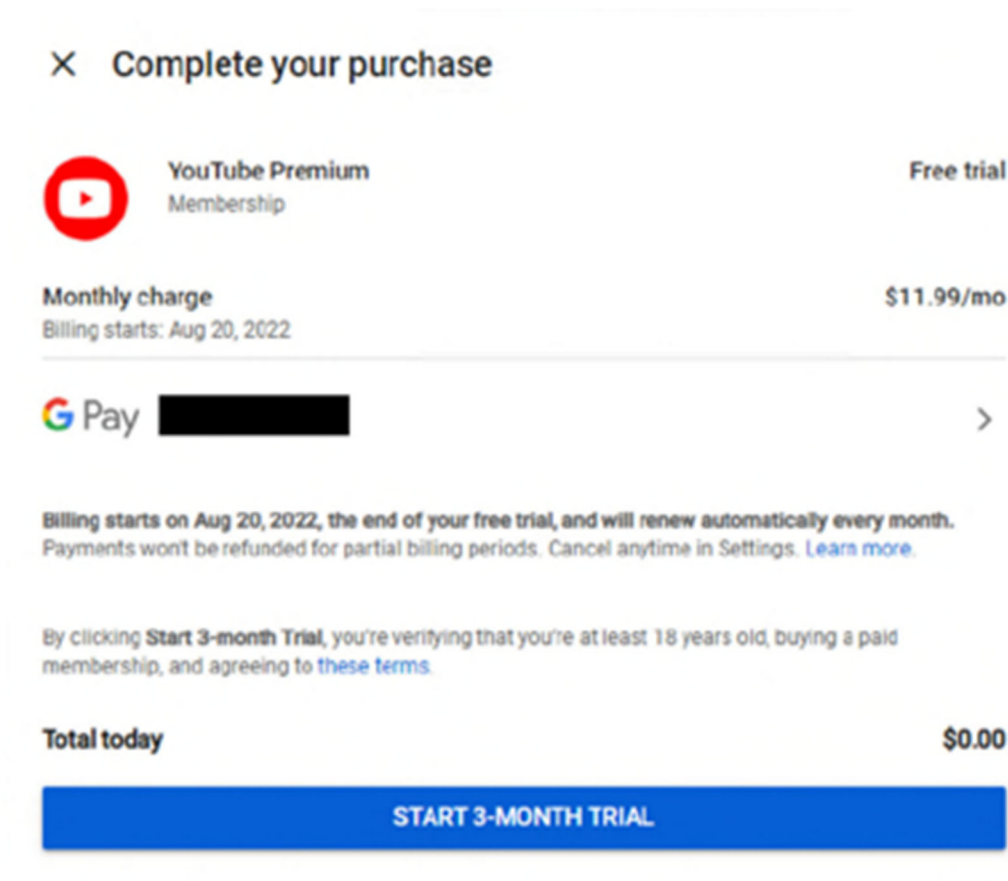 Complete your purchase
YouTube Premium
Free trial
Membership
Monthly charge
$11.99/mo
Billing starts: Aug 20, 2022
G Pay
Billing starts on Aug 20, 2022, the end of your free trial, and will renew automatically every month.
Payments won't be refunded for partial billing periods. Cancel anytime in Settings. Learn more.
By clicking Start 3-month Trial, you're verifying that you're at least 18 years old, buying a paid
membership, and agreeing to these terms.
Total today
$0.00
START 3-MONTH TRIAL